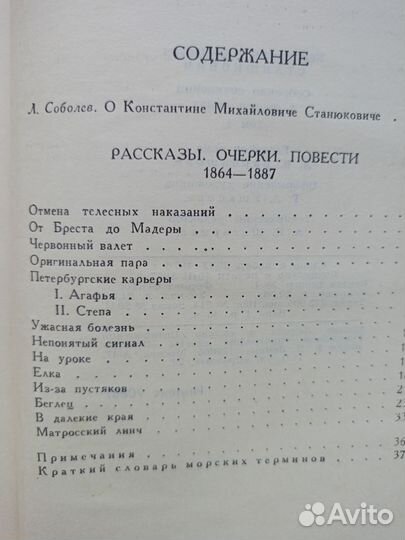 СОДЕРЖАНИЕ
Л. Соболев. О Константине Михайловиче Станюковиче .
РАССКАЗЫ. ОЧЕРКИ. ПОВЕСТИ
1864—1887
Отмена телесных наказаний . . . . . . . .
От Бреста до Мадеры . . . . . . . . . .
Червонный валет . . . . . . . . . . .
Оригинальная пара . . . . . . . . . . .
Петербургские карьеры
I. Агафья . . . . . . . . . . . .
II. Степа . . . . . . . . . . . .
Ужасная болезнь . . . . . . . . . . .
Непонятый сигнал . . . . . . . . . . .
На уроке . . . . . . . . . . . . .
Елка . . . . . . . . . . . . . .
Из-за пустяков . . . . . . . . . . .
Беглец . . . . . . . . . . . . . .
В далекие края . . . . . . . . . . .
Матросский линч . . . . . . . . . . .
Примечания . . . . . . . . . . . . 36
Краткий словарь морских терминов . . . . . 37
Avito